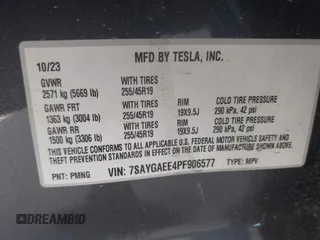 MFD BY TESLA, INC.
10/23
GVWR WITH TIRES
2571 kg (5669 lb) 255/45R19
GAWR FRT WITH TIRES RIM COLD TIRE PRESSURE
1363 kg (3004 lb) 255/45R19 19X9.5J 290 kPa, 42 psi
GAWR RR WITH TIRES RIM COLD TIRE PRESSURE
1500 kg (3306 lb) 255/45R19 19X9.5J 290 kPa, 42 psi
THIS VEHICLE CONFORMS TO ALL APPLICABLE U.S. FEDERAL MOTOR VEHICLE
SAFETY, BUMPER, AND THEFT PREVENTION STANDARDS IN EFFECT ON THE DATE OF
MANUFACTURE SHOWN ABOVE.
PNT: PMNG VIN: 7SAYGAEE4PF906577 TYPE: MPV
DREAMBID